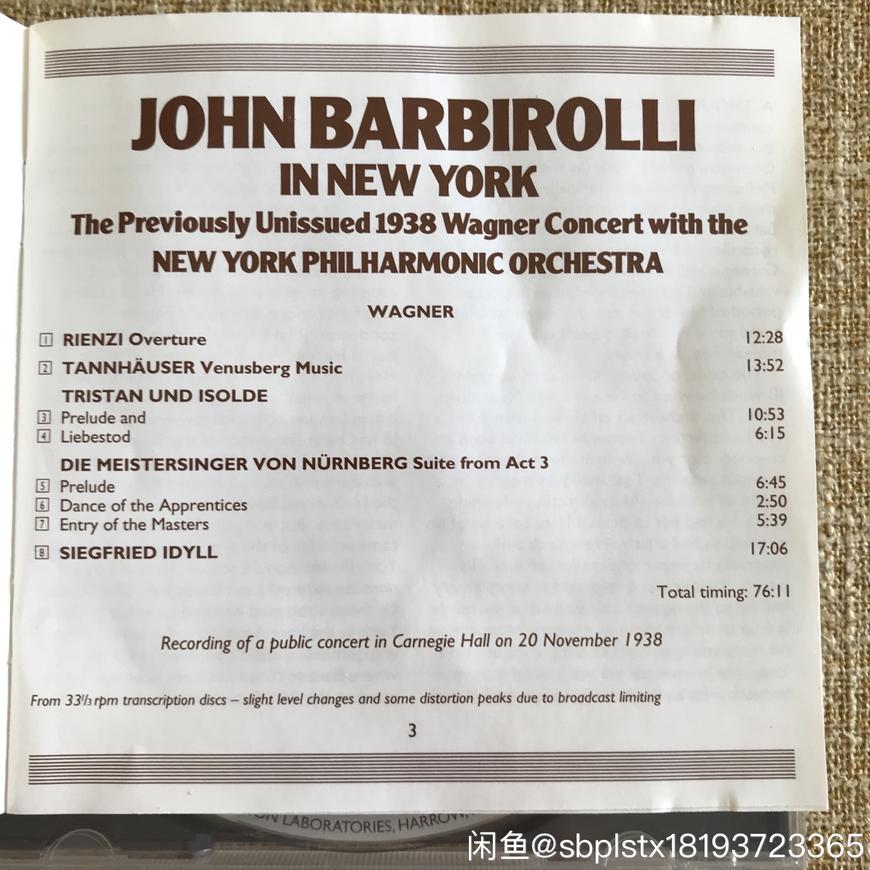 JOHN BARBIROLLI
IN NEW YORK
The Previously Unissued 1938 Wagner Concert with the
NEW YORK PHILHARMONIC ORCHESTRA
WAGNER
1 RIENZI Overture 12:28
2 TANNHÄUSER Venusberg Music 13:52
TRISTAN UND ISOLDE
3 Prelude and 10:53
4 Liebestod 6:15
DIE MEISTERSINGER VON NÜRNBERG Suite from Act 3
5 Prelude 6:45
6 Dance of the Apprentices 2:50
7 Entry of the Masters 5:39
8 SIEGFRIED IDYLL 17:06
Total timing: 76:11
Recording of a public concert in Carnegie Hall on 20 November 1938
From 33⅓ rpm transcription discs – slight level changes and some distortion peaks due to broadcast limiting
3
LABORATORIES, HARROW,
闲鱼@sbplstx18193723365